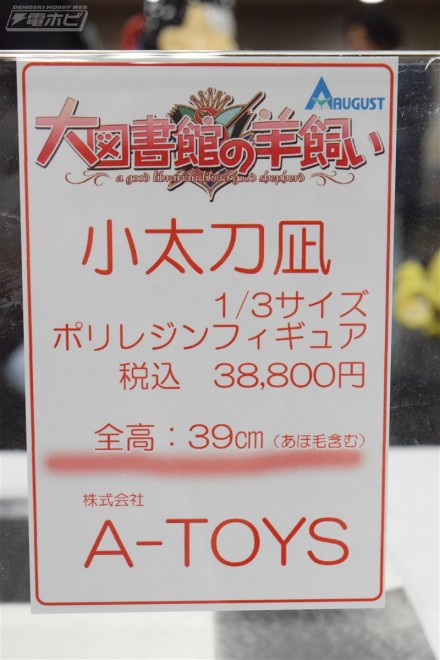 DENGEKI HOBBY WEB
電ホビ
AUGUST
大図書館の羊飼い
a good librarian like a good shepherd
小太刀凪
1/3サイズ
ポリレジンフィギュア
税込 38,800円
全高：39cm（あほ毛含む）
株式会社
A-TOYS